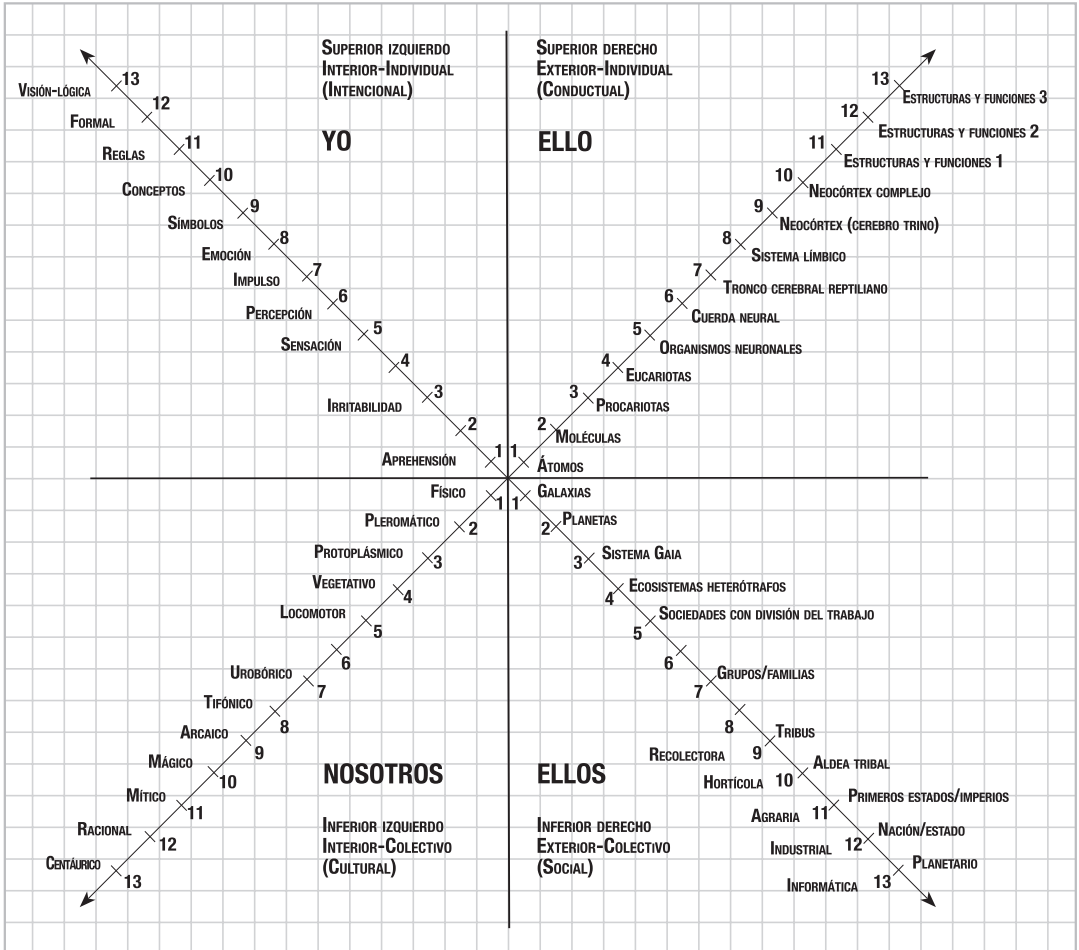 Superior izquierdo
Interior-Individual
(Intencional)
YO
13
Visión-lógica
12
Formal
11
Reglas
10
Conceptos
9
Símbolos
8
Emoción
7
Impulso
6
Percepción
5
Sensación
4
3
Irritabilidad
2
1
Aprehensión
Superior derecho
Exterior-Individual
(Conductual)
ELLO
13
Estructuras y funciones 3
12
Estructuras y funciones 2
11
Estructuras y funciones 1
10
Neocórtex complejo
9
Neocórtex (cerebro trino)
8
Sistema límbico
7
Tronco cerebral reptiliano
6
Cuerda neural
5
Organismos neuronales
4
Eucariotas
3
Procariotas
2
Moléculas
1
Átomos
Físico
1
Pleromático
2
Protoplásmico
3
Vegetativo
4
Locomotor
5
6
Urobórico
7
Tifónico
8
Arcaico
9
Mágico
10
Mítico
11
Racional
12
Centáurico
13
NOSOTROS
Inferior izquierdo
Interior-Colectivo
(Cultural)
Galaxias
1
Planetas
2
Sistema Gaia
3
Ecosistemas heterótrafos
4
Sociedades con división del trabajo
5
6
Grupos/familias
7
8
Tribus
Recolectora
9
Aldea tribal
Hortícola
10
Primeros estados/imperios
Agraria
11
Nación/estado
Industrial
12
Planetario
Informática
13
ELLOS
Inferior derecho
Exterior-Colectivo
(Social)